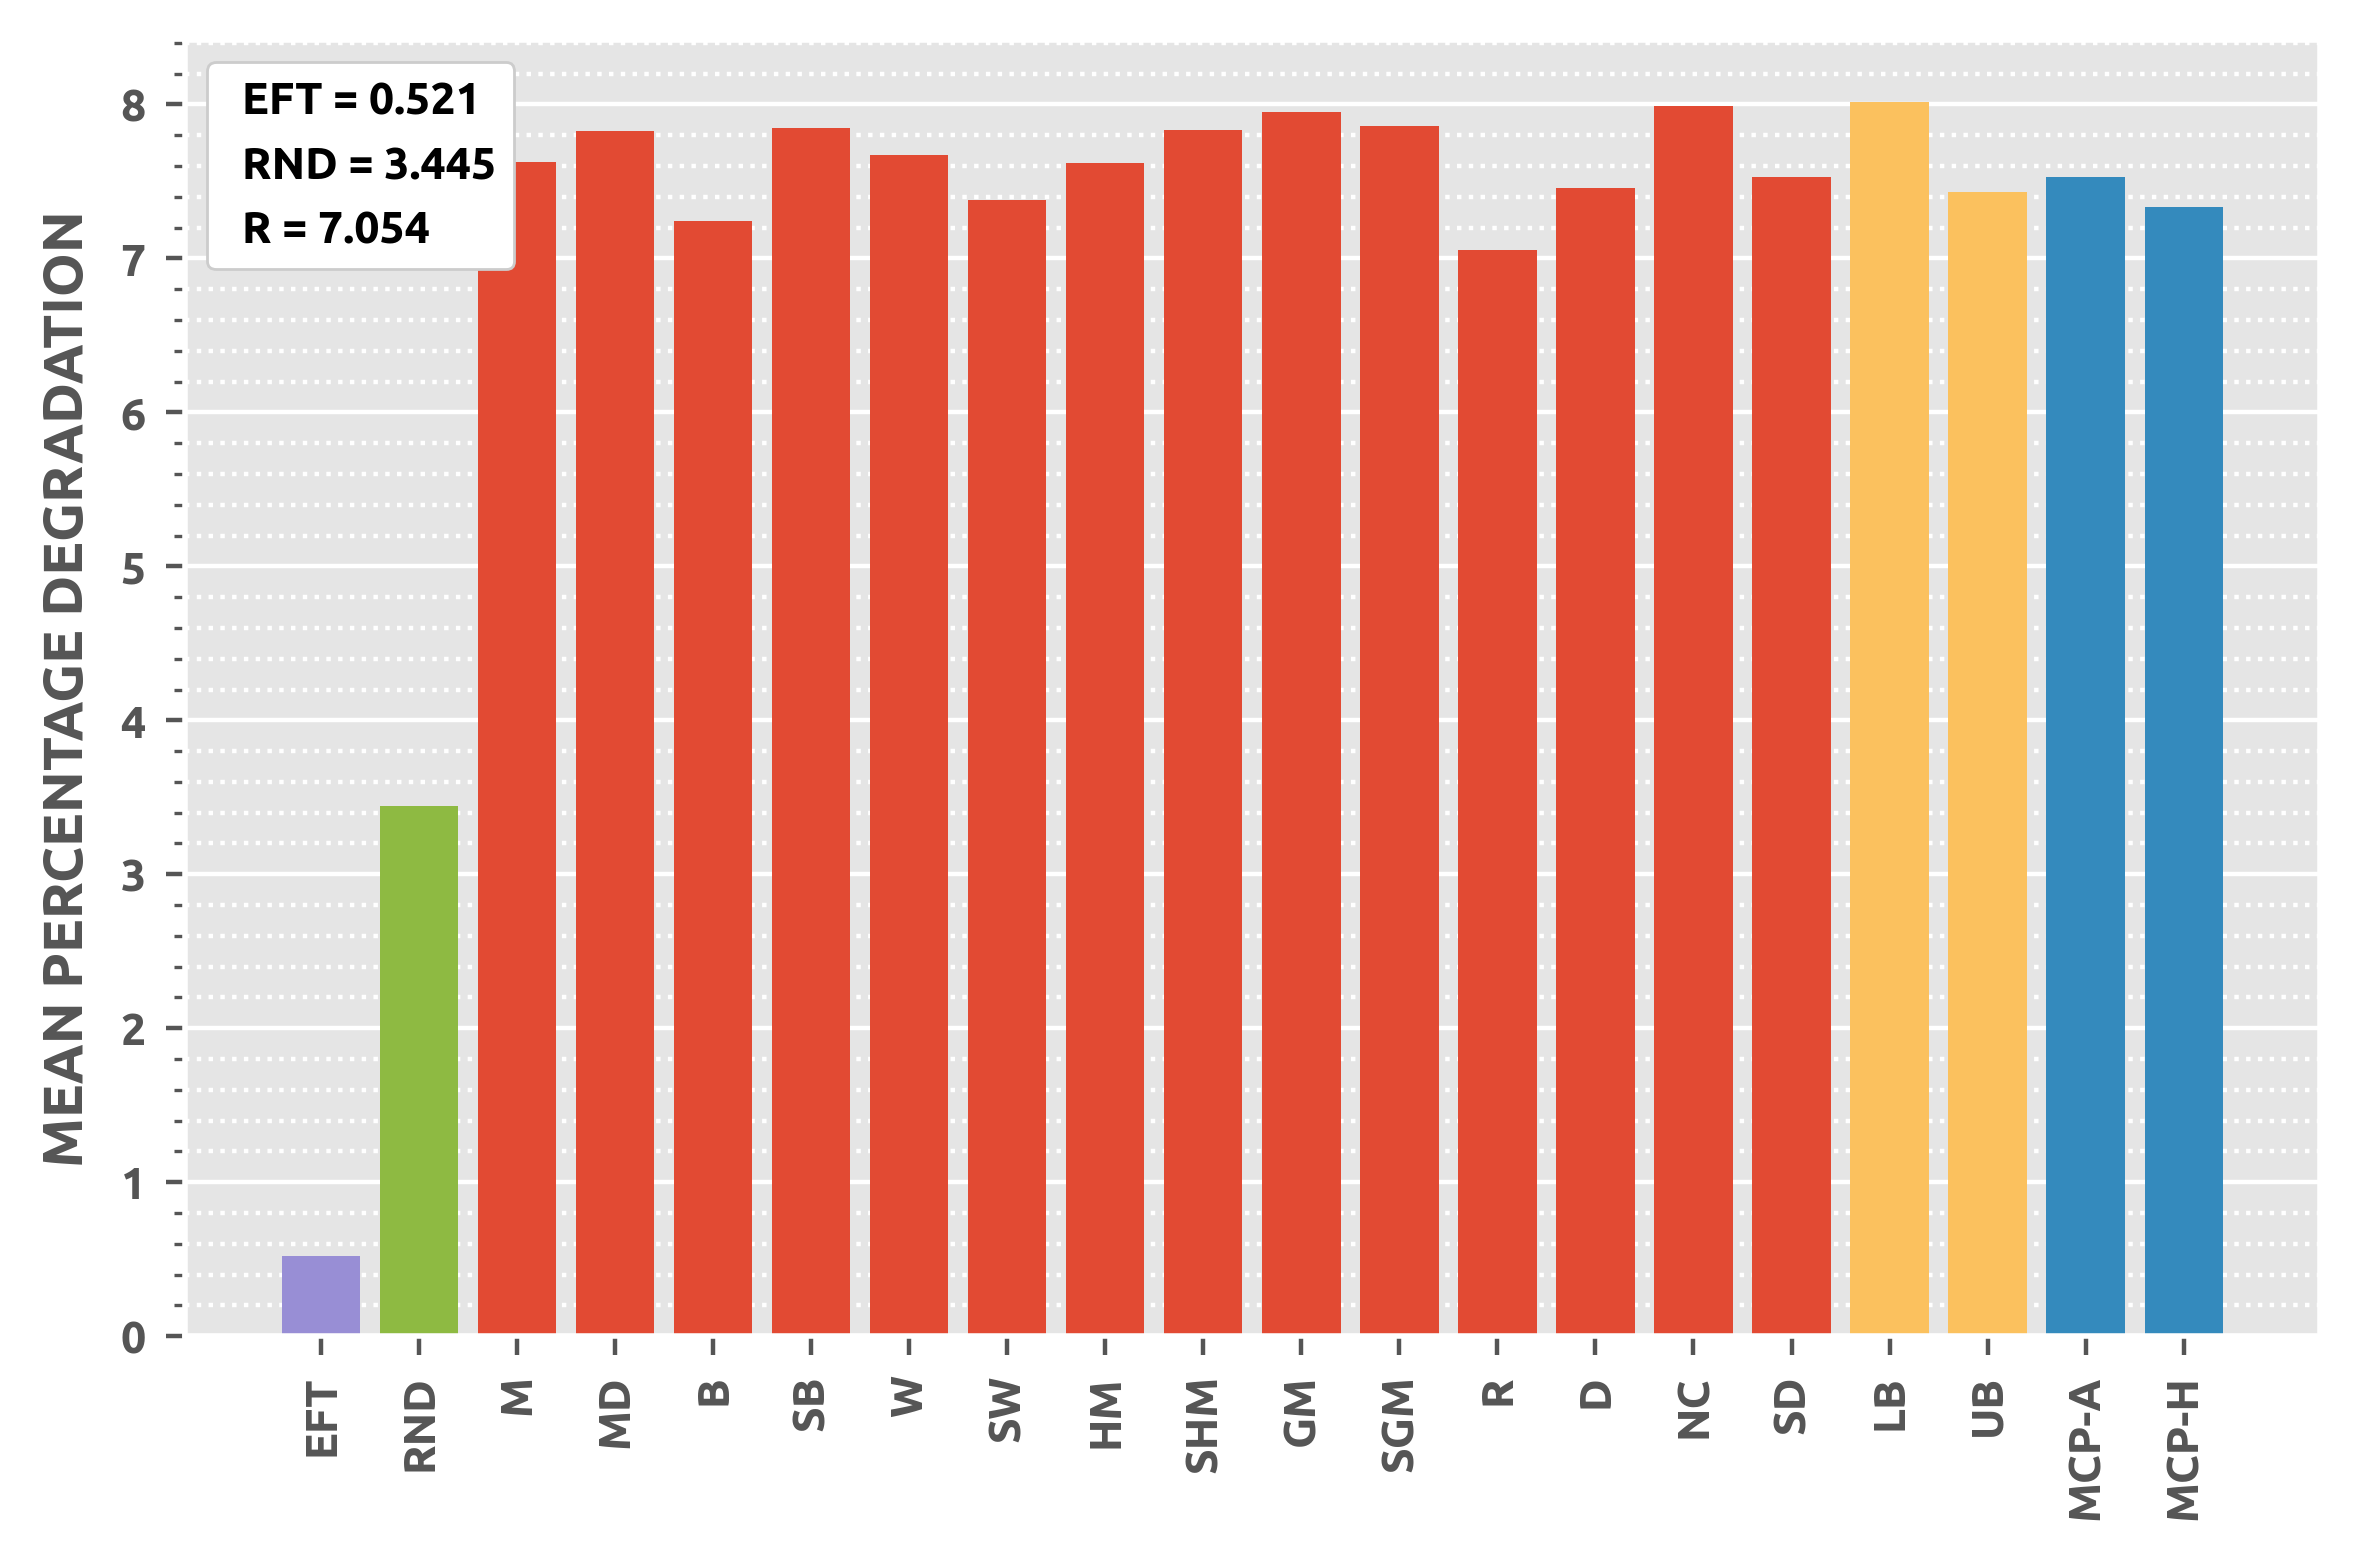 EFT = 0.521
RND = 3.445
R = 7.054
MEAN PERCENTAGE DEGRADATION
8
7
6
5
4
3
2
1
0
EFT
RND
M
MD
B
SB
W
SW
HM
SHM
GM
SGM
R
D
NC
SD
LB
UB
MCP-A
MCP-H